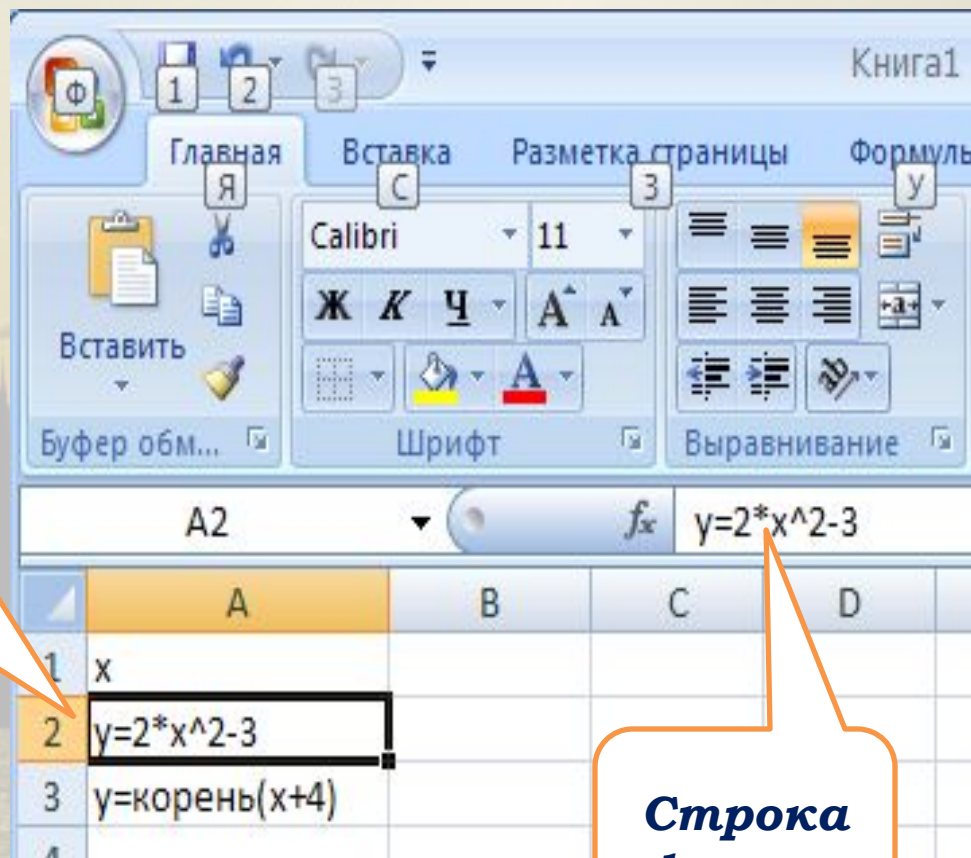 Книга1
Ф 1 2 3
Главная Вставка Разметка страницы
Я С З У
Calibri 11
Ж К Ч А А
Вставить
А
Буфер обм... Шрифт Выравнивание
A2 fx y=2*x^2-3
A B C D
1 x
2 y=2*x^2-3
3 y=корень(x+4)
Строка